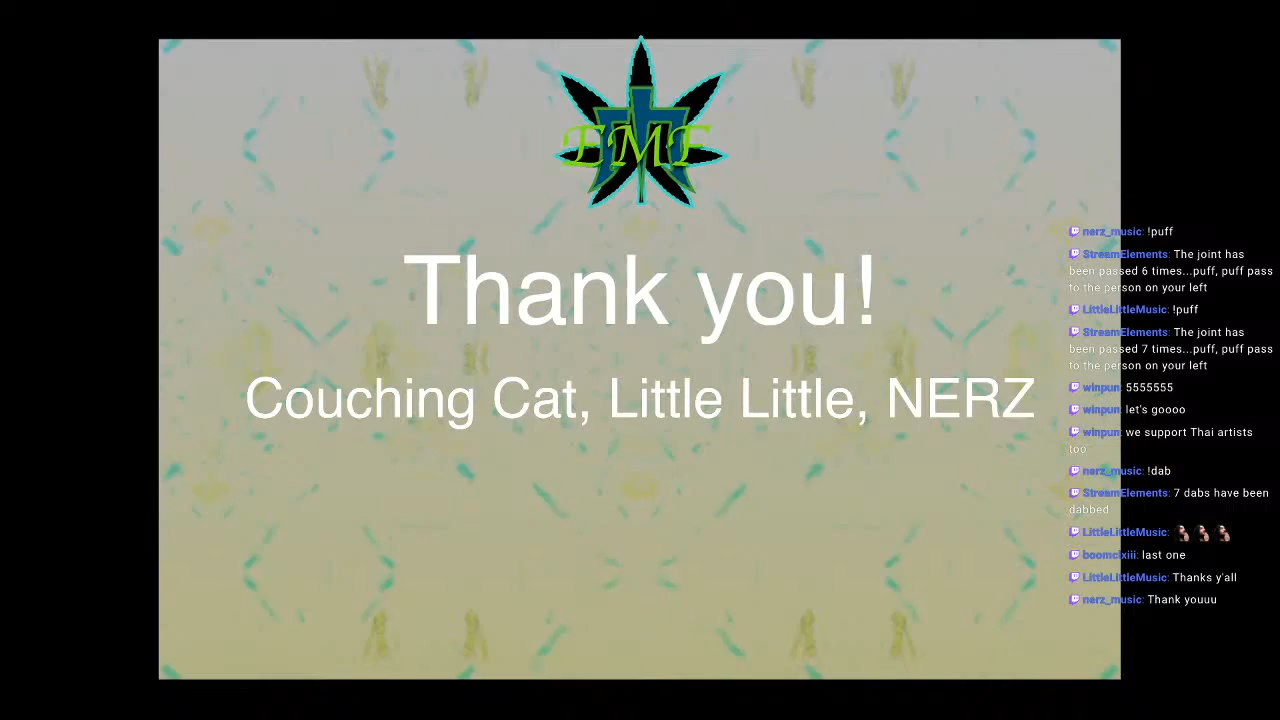 EMF
Thank you!
Couching Cat, Little Little, NERZ
nerz_music: !puff
StreamElements: The joint has
been passed 6 times...puff, puff pass
to the person on your left
LittleLittleMusic: !puff
StreamElements: The joint has
been passed 7 times...puff, puff pass
to the person on your left
winpun: 5555555
winpun: let's goooo
winpun: we support Thai artists
too
nerz_music: !dab
StreamElements: 7 dabs have been
dabbed
LittleLittleMusic:
boomcixiii: last one
LittleLittleMusic: Thanks y'all
nerz_music: Thank youuu